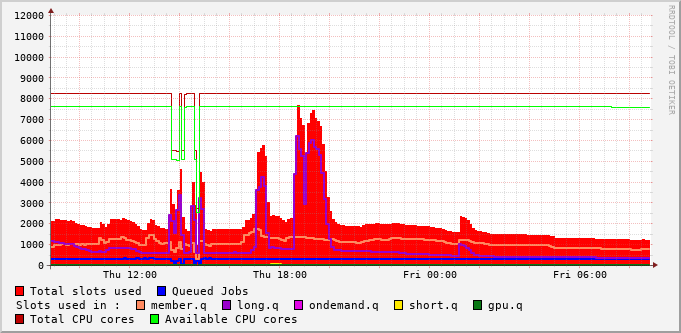 12000
11000
10000
9000
8000
7000
6000
5000
4000
3000
2000
1000
0
Thu 12:00 Thu 18:00 Fri 00:00 Fri 06:00
RRDTOOL / TOBI OETIKER
Total slots used Queued Jobs
Slots used in : member.q long.q ondemand.q short.q gpu.q
Total CPU cores Available CPU cores